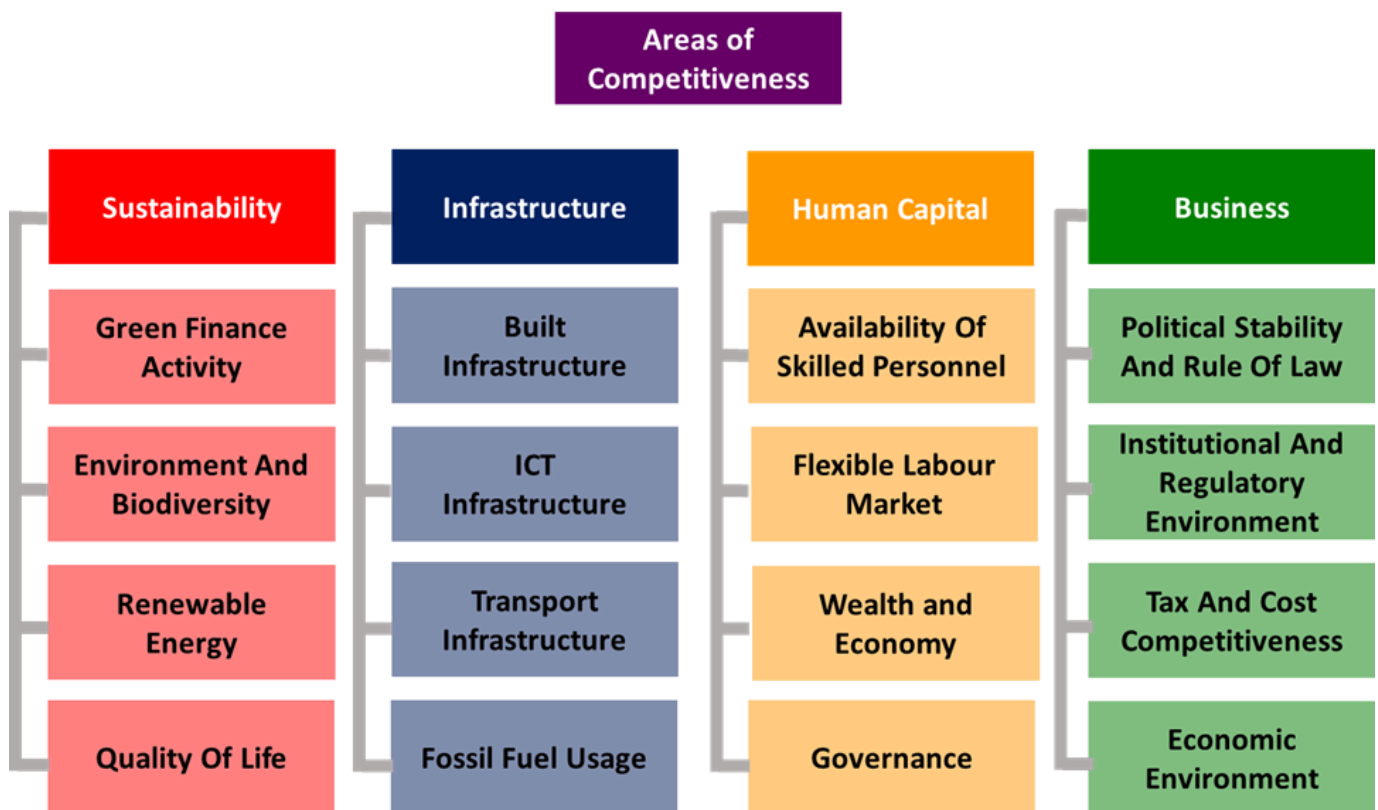 Areas of
Competitiveness
Sustainability
Green Finance
Activity
Environment And
Biodiversity
Renewable
Energy
Quality Of Life
Infrastructure
Built
Infrastructure
ICT
Infrastructure
Transport
Infrastructure
Fossil Fuel Usage
Human Capital
Availability Of
Skilled Personnel
Flexible Labour
Market
Wealth and
Economy
Governance
Business
Political Stability
And Rule Of Law
Institutional And
Regulatory
Environment
Tax And Cost
Competitiveness
Economic
Environment